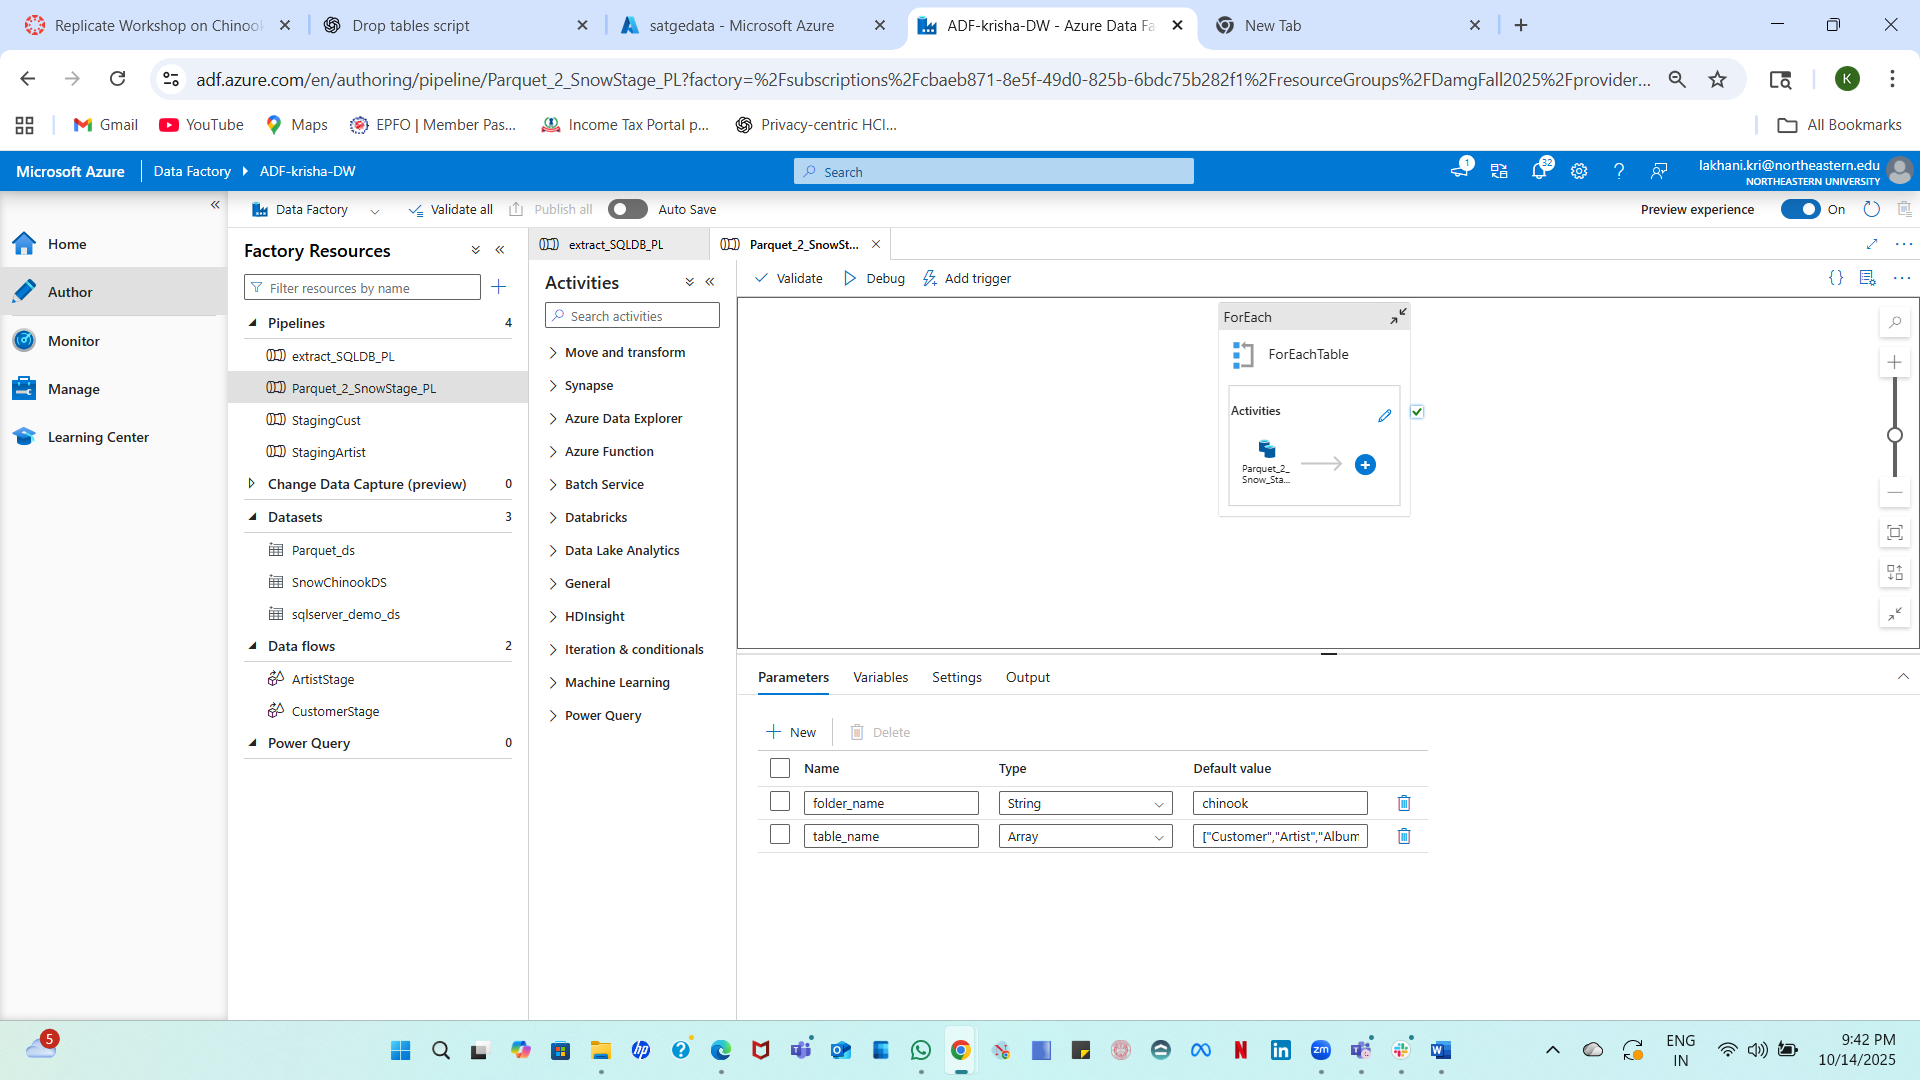 Replicate Workshop on Chinook
Drop tables script
satgedata - Microsoft Azure
ADF-krisha-DW - Azure Data Fa
New Tab
adf.azure.com/en/authoring/pipeline/Parquet_2_SnowStage_PL?factory=%2Fsubscriptions%2Fcbaeb871-8e5f-49d0-825b-6bdc75b282f1%2FresourceGroups%2FDamgFall2025%2Fprovider...
K
Gmail
YouTube
Maps
EPFO | Member Pas...
Income Tax Portal p...
Privacy-centric HCI...
All Bookmarks
Microsoft Azure
Data Factory
ADF-krisha-DW
Search
1
32
lakhani.kri@northeastern.edu
NORTHEASTERN UNIVERSITY
Data Factory
Validate all
Publish all
Auto Save
Preview experience
On
Home
Author
Monitor
Manage
Learning Center
Factory Resources
Filter resources by name
Pipelines 4
extract_SQLDB_PL
Parquet_2_SnowStage_PL
StagingCust
StagingArtist
Change Data Capture (preview) 0
Datasets 3
Parquet_ds
SnowChinookDS
sqlserver_demo_ds
Data flows 2
ArtistStage
CustomerStage
Power Query 0
extract_SQLDB_PL
Parquet_2_SnowSt...
Activities
Search activities
Move and transform
Synapse
Azure Data Explorer
Azure Function
Batch Service
Databricks
Data Lake Analytics
General
HDInsight
Iteration & conditionals
Machine Learning
Power Query
Validate
Debug
Add trigger
{}
ForEach
ForEachTable
Activities
Parquet_2_
Snow_Sta...
Parameters
Variables
Settings
Output
New
Delete
Name Type Default value
folder_name String chinook
table_name Array ["Customer","Artist","Album
5
ENG
IN
9:42 PM
10/14/2025